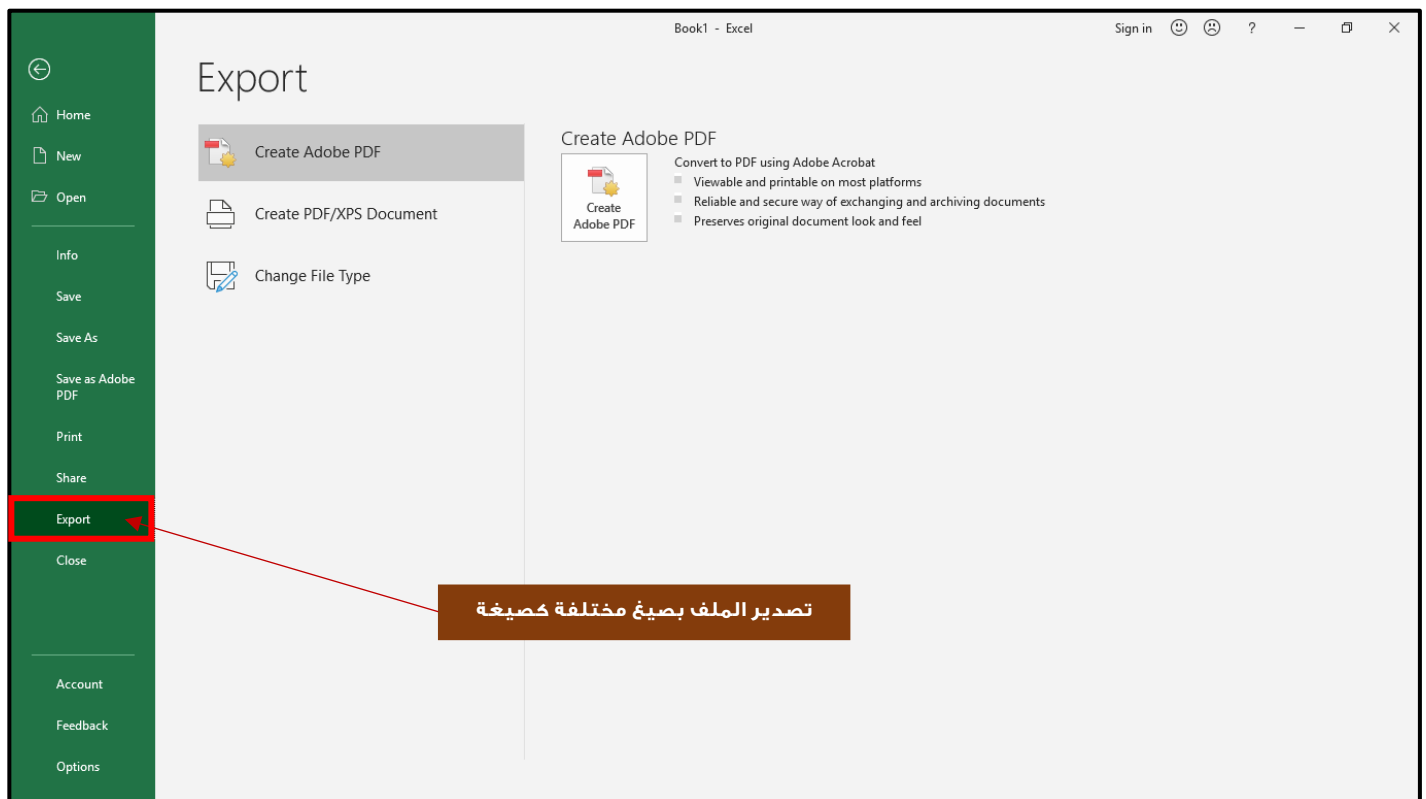 Book1 - Excel
Sign in
?
Export
Home
New
Open
Info
Save
Save As
Save as Adobe
PDF
Print
Share
Export
Close
Account
Feedback
Options
Create Adobe PDF
Create PDF/XPS Document
Change File Type
Create Adobe PDF
Create
Adobe PDF
Convert to PDF using Adobe Acrobat
Viewable and printable on most platforms
Reliable and secure way of exchanging and archiving documents
Preserves original document look and feel
تصدير الملف بصيغ مختلفة كصيغة